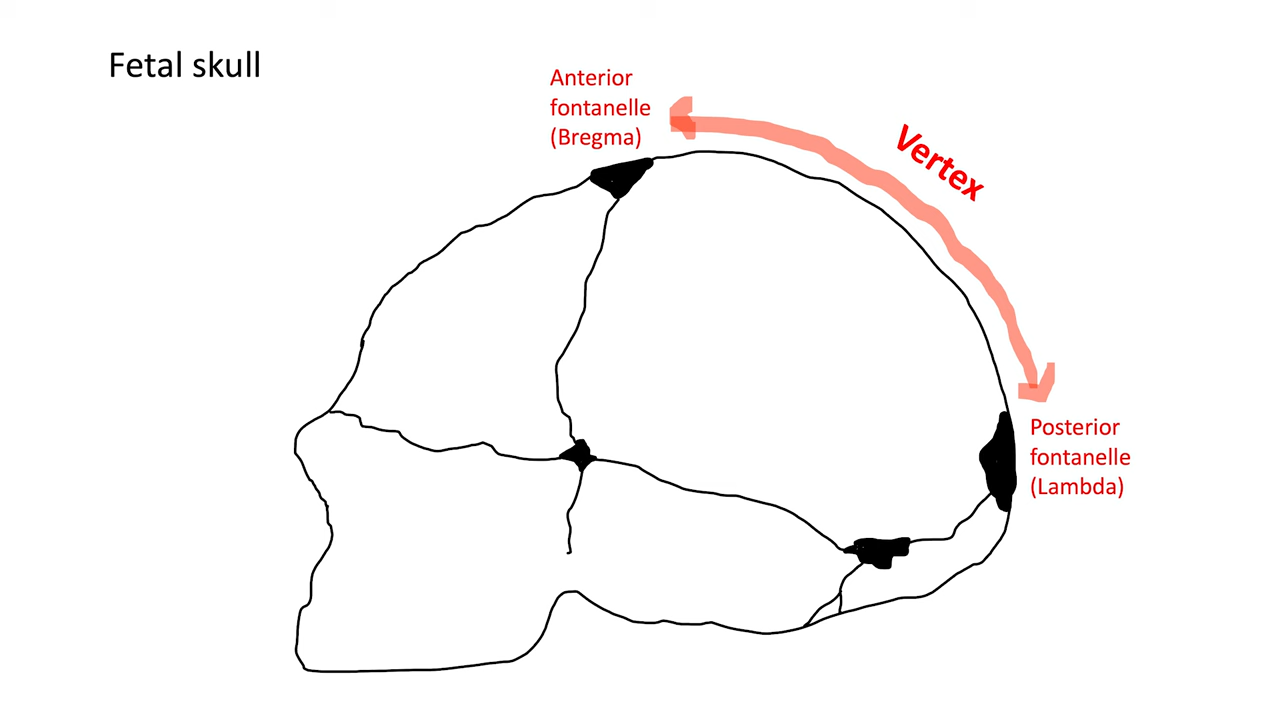 Fetal skull
Anterior
fontanelle
(Bregma)
Vertex
Posterior
fontanelle
(Lambda)